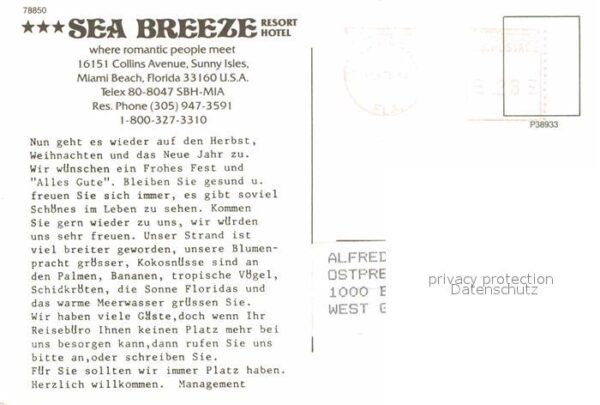 78850
★★★SEA BREEZE RESORT HOTEL
where romantic people meet
16151 Collins Avenue, Sunny Isles,
Miami Beach, Florida 33160 U.S.A.
Telex 80-8047 SBH-MIA
Res. Phone (305) 947-3591
1-800-327-3310
Nun geht es wieder auf den Herbst,
Weihnachten und das Neue Jahr zu.
Wir wünschen ein Frohes Fest und
"Alles Gute". Bleiben Sie gesund u.
freuen Sie sich immer, es gibt soviel
Schönes im Leben zu sehen. Kommen
Sie gern wieder zu uns, wir würden
uns sehr freuen. Unser Strand ist
viel breiter geworden, unsere Blumen-
pracht grösser, Kokosnüsse sind an
den Palmen, Bananen, tropische Vögel,
Schidkröten, die Sonne Floridas und
das warme Meerwasser grüssen Sie.
Wir haben viele Gäste,doch wenn Ihr
Reisebüro Ihnen keinen Platz mehr bei
uns besorgen kann,dann rufen Sie uns
bitte an,oder schreiben Sie.
Für Sie sollten wir immer Platz haben.
Herzlich willkommen. Management
FLA
P38933
ALFRED
OSTPRE
1000 B
WEST G
privacy protection
Datenschutz